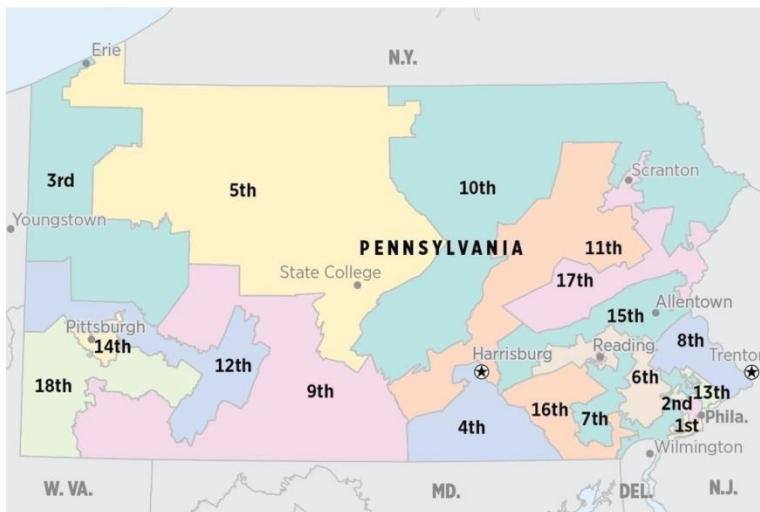 Erie
N.Y.
3rd
5th
10th
Scranton
Youngstown
PENNSYLVANIA
11th
State College
17th
15th
Allentown
Pittsburgh
14th
8th
Trenton
Harrisburg
Reading
18th
12th
9th
6th
13th
2nd
16th
7th
Phila.
4th
1st
Wilmington
W. VA.
MD.
DEL.
N.J.